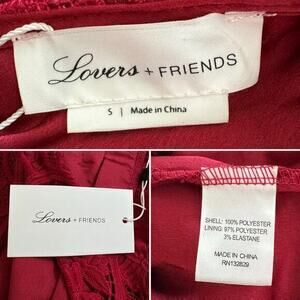 Lovers + FRIENDS
S | Made in China
Lovers + FRIENDS
SHELL: 100% POLYESTER
LINING: 97% POLYESTER
3% ELASTANE
MADE IN CHINA
RN132829